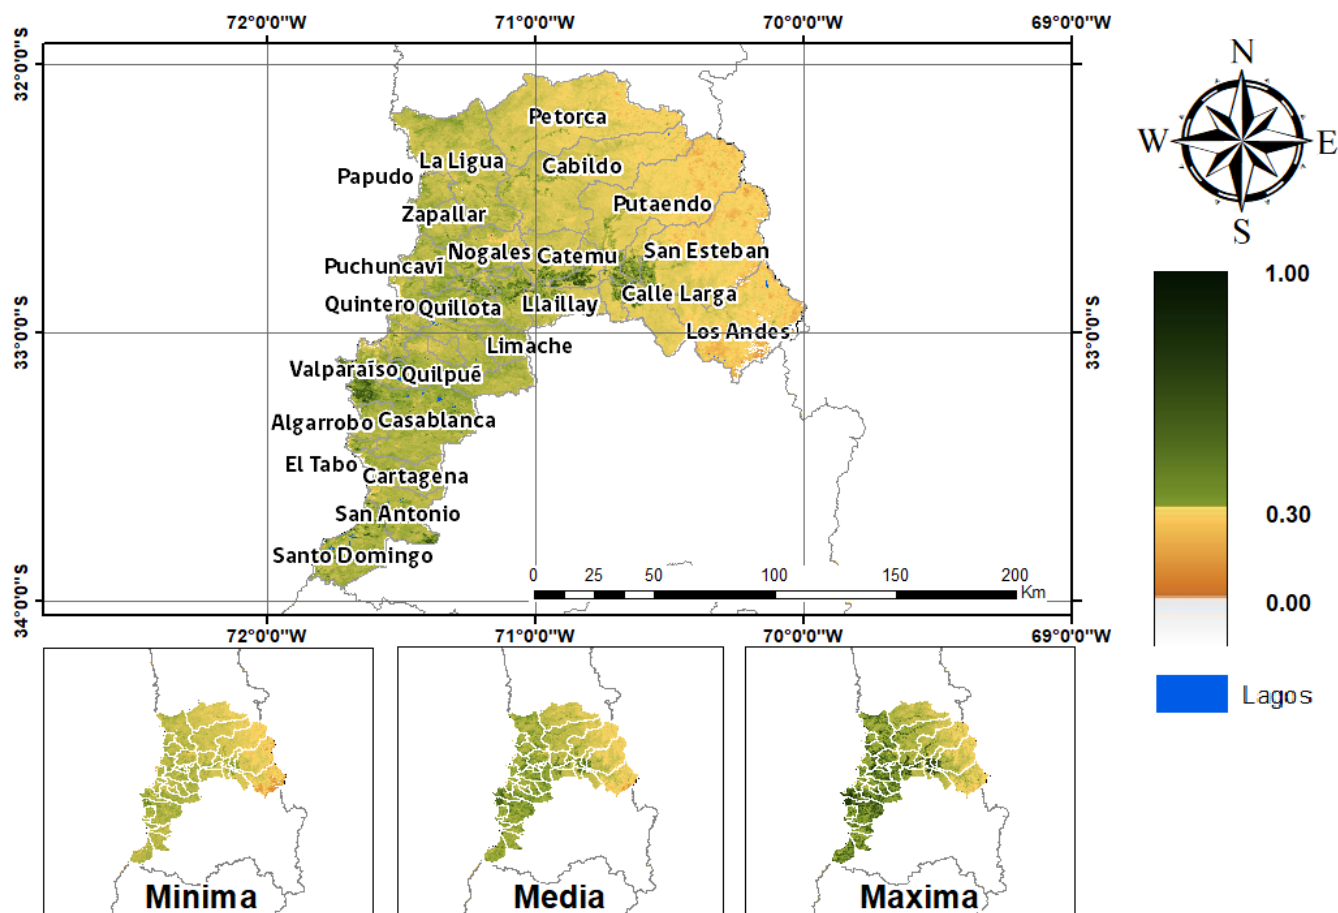 72°0'0"W 71°0'0"W 70°0'0"W 69°0'0"W
32°0'0"S
N
W E
S
Petorca
La Ligua Cabildo
Papudo
Zapallar Putaendo
Nogales Catemu San Esteban
Puchuncaví
Quintero Quillota Llaillay Calle Larga
Los Andes
33°0'0"S 33°0'0"S
Limache
Valparaíso Quilpué
Algarrobo Casablanca
El Tabo
Cartagena
San Antonio
Santo Domingo
0 25 50 100 150 200
Km
34°0'0"S
72°0'0"W 71°0'0"W 70°0'0"W 69°0'0"W
1.00
0.30
0.00
Lagos
Minima
Media
Maxima